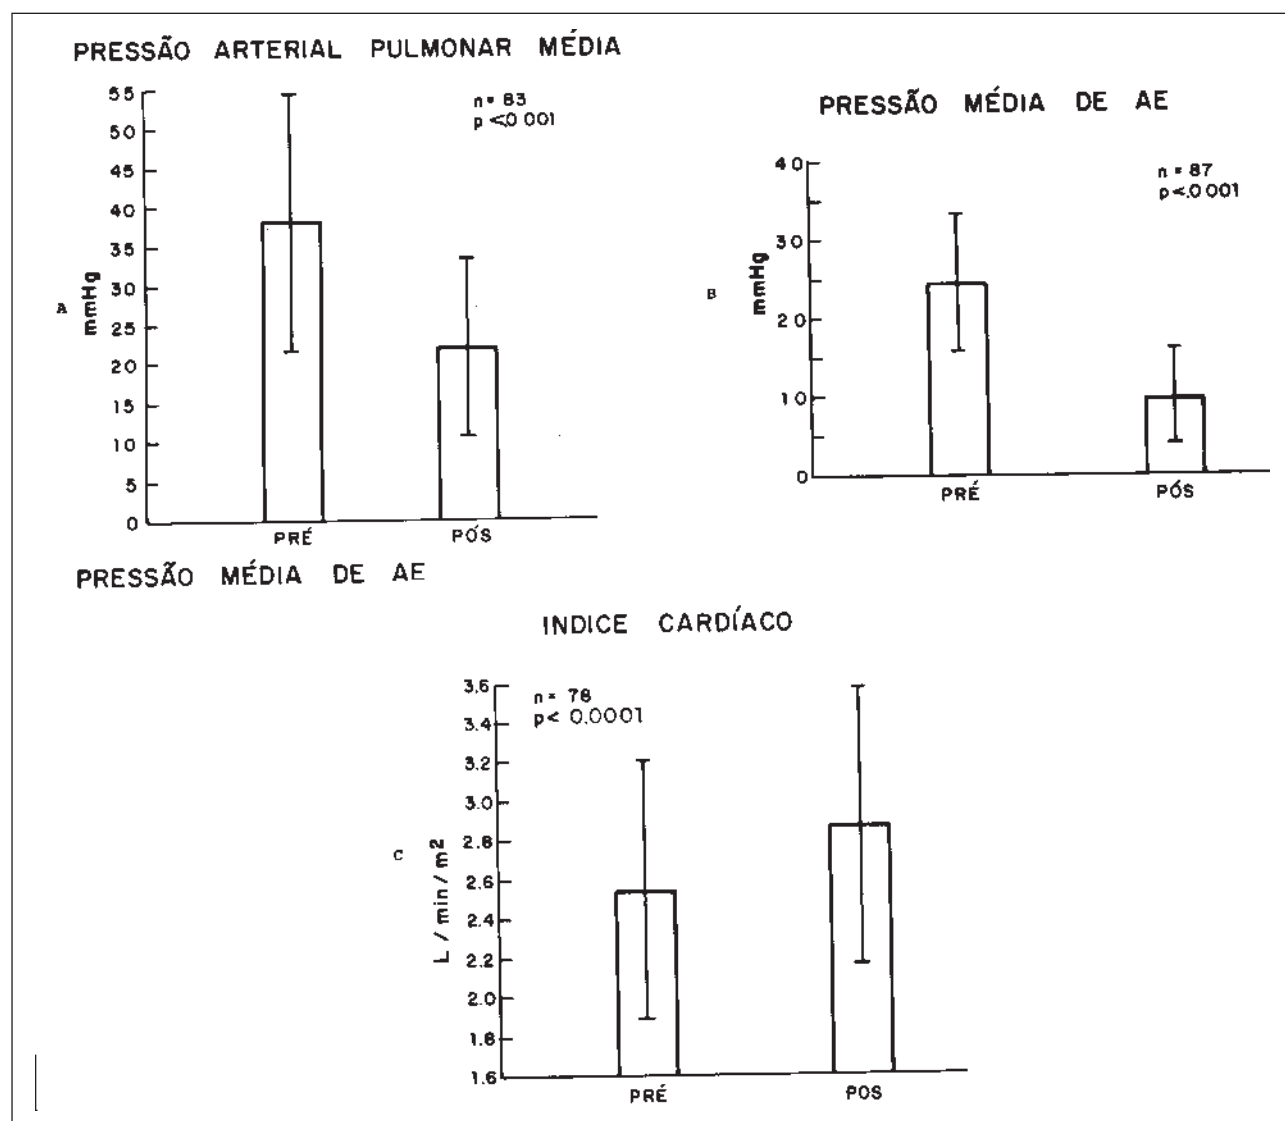 PRESSÃO ARTERIAL PULMONAR MÉDIA
n= 83
p <0 001
55
50
45
40
35
30
25
20
15
10
5
0
A
mmHg
PRÉ
PÓS
PRESSÃO MÉDIA DE AE
n = 87
p<.0 001
40
30
20
10
0
B
mmHg
PRÉ
PÓS
PRESSÃO MÉDIA DE AE
INDICE CARDÍACO
n= 78
p< 0.0001
3.6
3.4
3.2
3.0
2.8
2.6
2.4
2.2
2.0
1.8
1.6
C
L/min/m²
PRÉ
POS